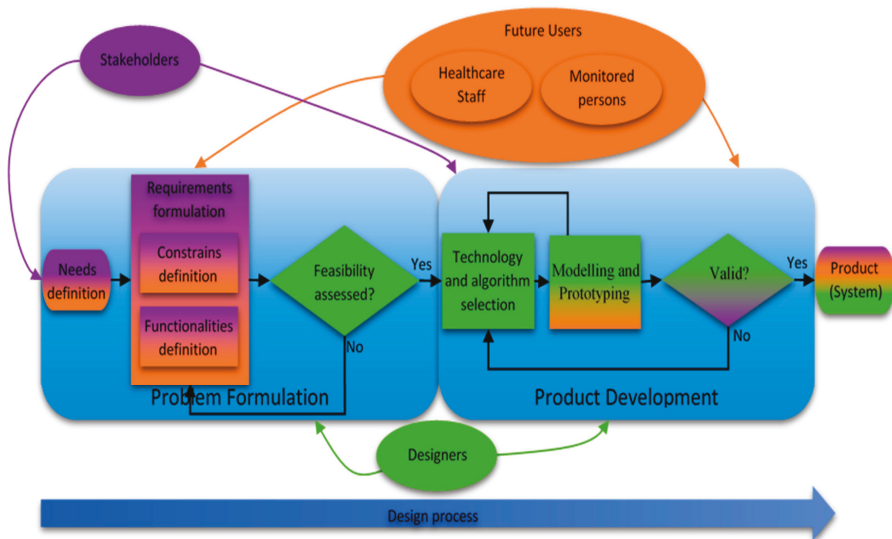 Future Users
Stakeholders
Healthcare
Staff
Monitored
persons
Requirements
formulation
Constrains
definition
Functionalities
definition
Needs
definition
Feasibility
assessed?
Yes
No
Technology
and algorithm
selection
Modelling and
Prototyping
Valid?
Yes
No
Product
(System)
Problem Formulation
Product Development
Designers
Design process